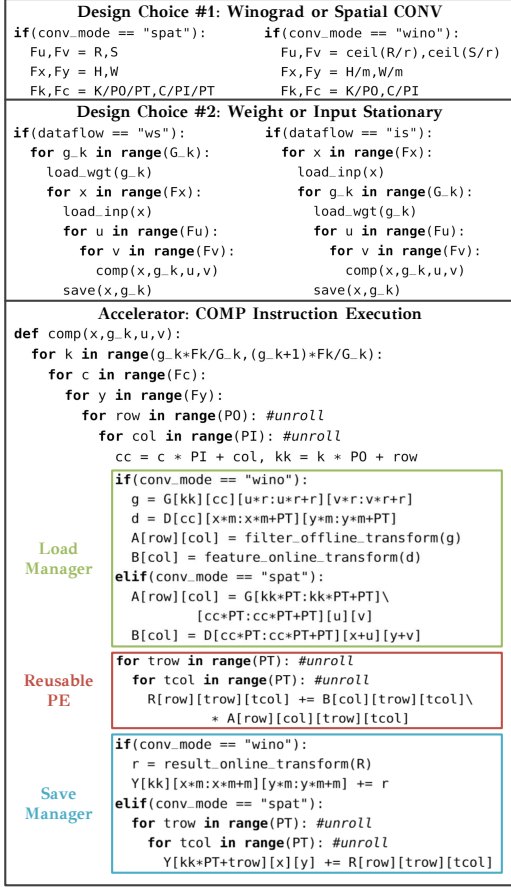 Design Choice #1: Winograd or Spatial CONV
if(conv_mode == "spat"):
Fu,Fv = R,S
Fx,Fy = H,W
Fk,Fc = K/PO/PT,C/PI/PT
if(conv_mode == "wino"):
Fu,Fv = ceil(R/r),ceil(S/r)
Fx,Fy = H/m,W/m
Fk,Fc = K/PO,C/PI
Design Choice #2: Weight or Input Stationary
if(dataflow == "ws"):
for g_k in range(G_k):
load_wgt(g_k)
for x in range(Fx):
load_inp(x)
for u in range(Fu):
for v in range(Fv):
comp(x,g_k,u,v)
save(x,g_k)
if(dataflow == "is"):
for x in range(Fx):
load_inp(x)
for g_k in range(G_k):
load_wgt(g_k)
for u in range(Fu):
for v in range(Fv):
comp(x,g_k,u,v)
save(x,g_k)
Accelerator: COMP Instruction Execution
def comp(x,g_k,u,v):
for k in range(g_k*Fk/G_k,(g_k+1)*Fk/G_k):
for c in range(Fc):
for y in range(Fy):
for row in range(PO): #unroll
for col in range(PI): #unroll
cc = c * PI + col, kk = k * PO + row
Load
Manager
if(conv_mode == "wino"):
g = G[kk][cc][u*r:u*r+r][v*r:v*r+r]
d = D[cc][x*m:x*m+PT][y*m:y*m+PT]
A[row][col] = filter_offline_transform(g)
B[col] = feature_online_transform(d)
elif(conv_mode == "spat"):
A[row][col] = G[kk*PT:kk*PT+PT]\
[cc*PT:cc*PT+PT][u][v]
B[col] = D[cc*PT:cc*PT+PT][x+u][y+v]
Reusable
PE
for trow in range(PT): #unroll
for tcol in range(PT): #unroll
R[row][trow][tcol] += B[col][trow][tcol]\
* A[row][col][trow][tcol]
Save
Manager
if(conv_mode == "wino"):
r = result_online_transform(R)
Y[kk][x*m:x*m+m][y*m:y*m+m] += r
elif(conv_mode == "spat"):
for trow in range(PT): #unroll
for tcol in range(PT): #unroll
Y[kk*PT+trow][x][y] += R[row][trow][tcol]